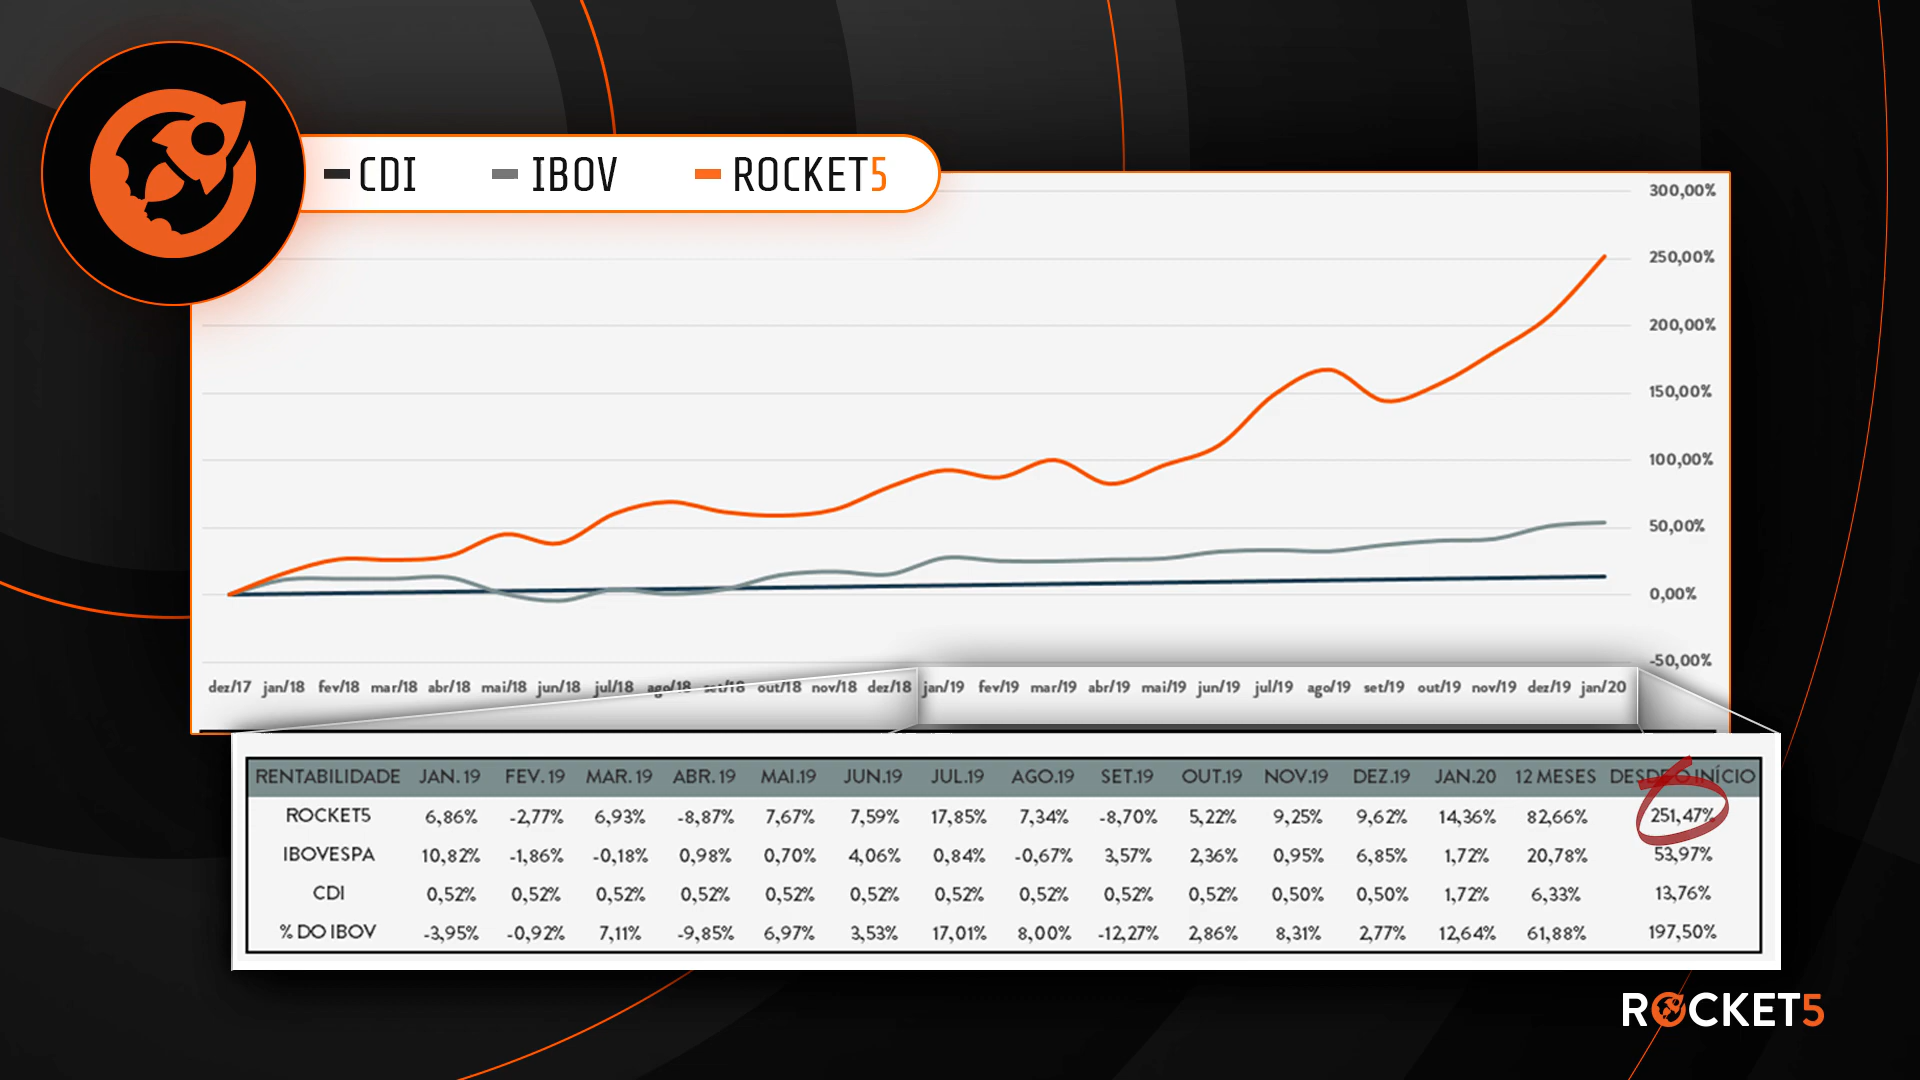 CDI IBOV ROCKET5
300,00%
250,00%
200,00%
150,00%
100,00%
50,00%
0,00%
-50,00%
dez/17 jan/18 fev/18 mar/18 abr/18 mai/18 jun/18 jul/18 ago/18 set/18 out/18 nov/18 dez/18 jan/19 fev/19 mar/19 abr/19 mai/19 jun/19 jul/19 ago/19 set/19 out/19 nov/19 dez/19 jan/20
RENTABILIDADE JAN. 19 FEV. 19 MAR. 19 ABR. 19 MAI.19 JUN.19 JUL.19 AGO.19 SET.19 OUT.19 NOV.19 DEZ.19 JAN.20 12 MESES DESDE O INÍCIO
ROCKET5 6,86% -2,77% 6,93% -8,87% 7,67% 7,59% 17,85% 7,34% -8,70% 5,22% 9,25% 9,62% 14,36% 82,66% 251,47%
IBOVESPA 10,82% -1,86% -0,18% 0,98% 0,70% 4,06% 0,84% -0,67% 3,57% 2,36% 0,95% 6,85% 1,72% 20,78% 53,97%
CDI 0,52% 0,52% 0,52% 0,52% 0,52% 0,52% 0,52% 0,52% 0,52% 0,52% 0,50% 0,50% 1,72% 6,33% 13,76%
% DO IBOV -3,95% -0,92% 7,11% -9,85% 6,97% 3,53% 17,01% 8,00% -12,27% 2,86% 8,31% 2,77% 12,64% 61,88% 197,50%
ROCKET5